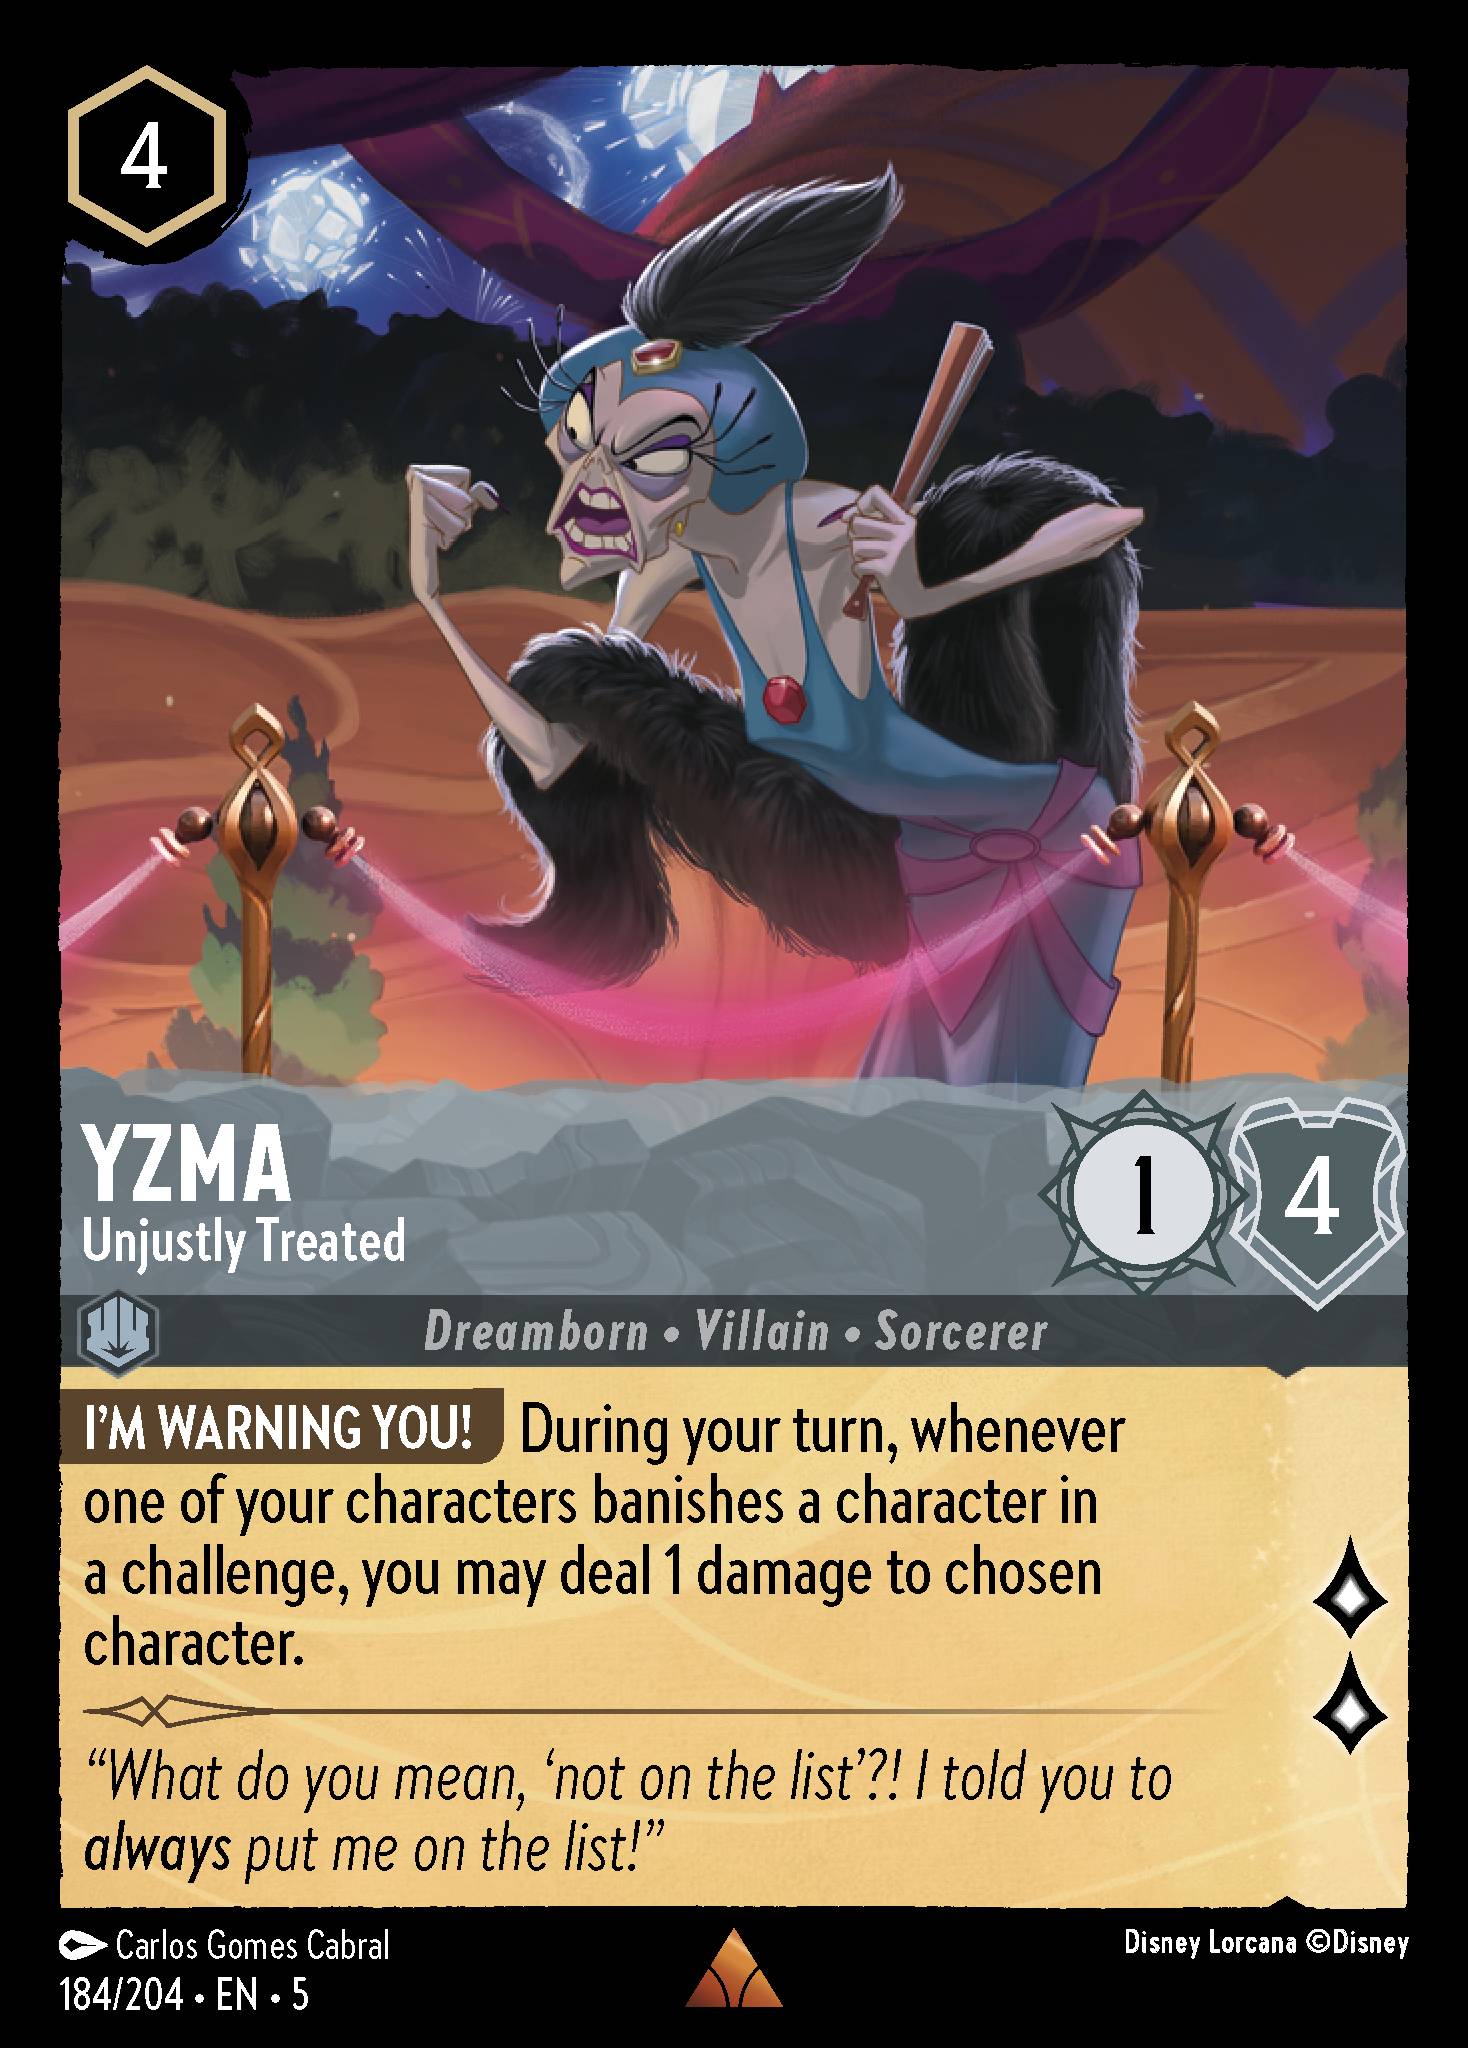 4
YZMA
Unjustly Treated
1
4
Dreamborn • Villain • Sorcerer
I'M WARNING YOU! During your turn, whenever
one of your characters banishes a character in
a challenge, you may deal 1 damage to chosen
character.
“What do you mean, ‘not on the list’?! I told you to
always put me on the list!”
Carlos Gomes Cabral
Disney Lorcana ©Disney
184/204 • EN • 5